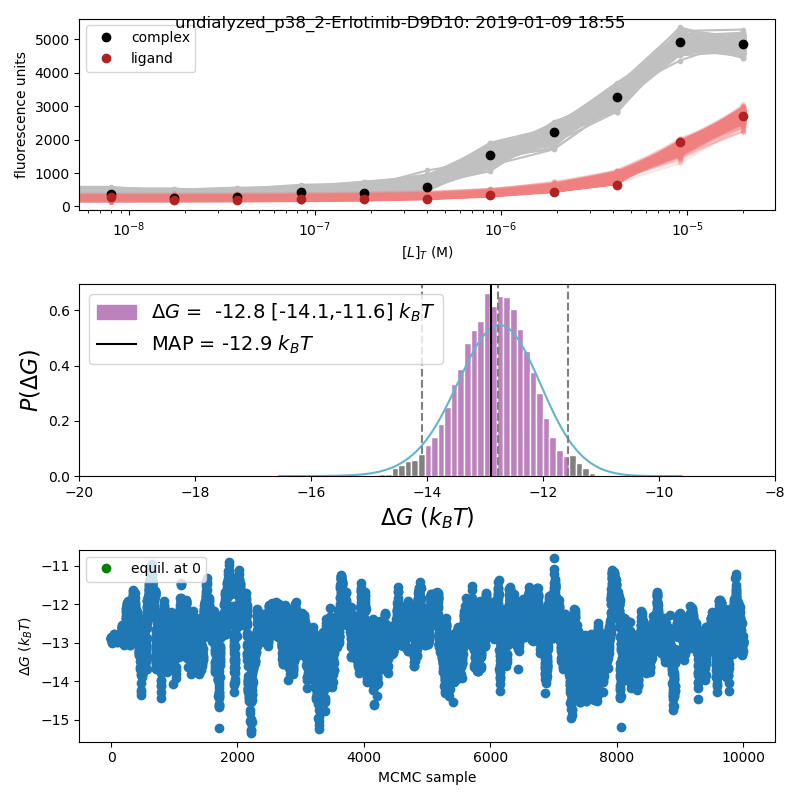 undialyzed_p38_2-Erlotinib-D9D10: 2019-01-09 18:55
complex
ligand
fluorescence units
5000
4000
3000
2000
1000
0
10⁻⁸ 10⁻⁷ 10⁻⁶ 10⁻⁵
[L]_T (M)
ΔG = -12.8 [-14.1,-11.6] k_BT
MAP = -12.9 k_BT
P(ΔG)
0.6
0.4
0.2
0.0
−20 −18 −16 −14 −12 −10 −8
ΔG (k_BT)
equil. at 0
ΔG (k_BT)
−11
−12
−13
−14
−15
0 2000 4000 6000 8000 10000
MCMC sample